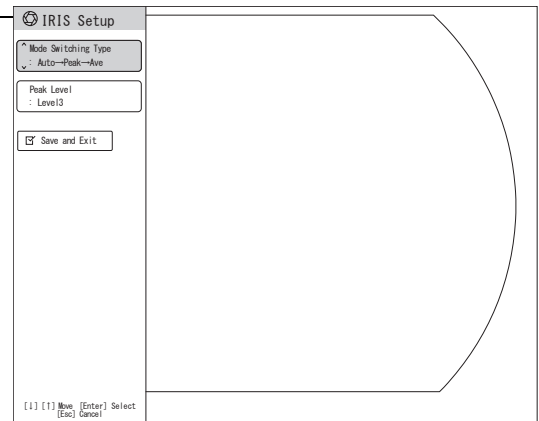 IRIS Setup
Mode Switching Type
: Auto→Peak→Ave
Peak Level
: Level3
Save and Exit
[↓] [↑] Move [Enter] Select
[Esc] Cancel